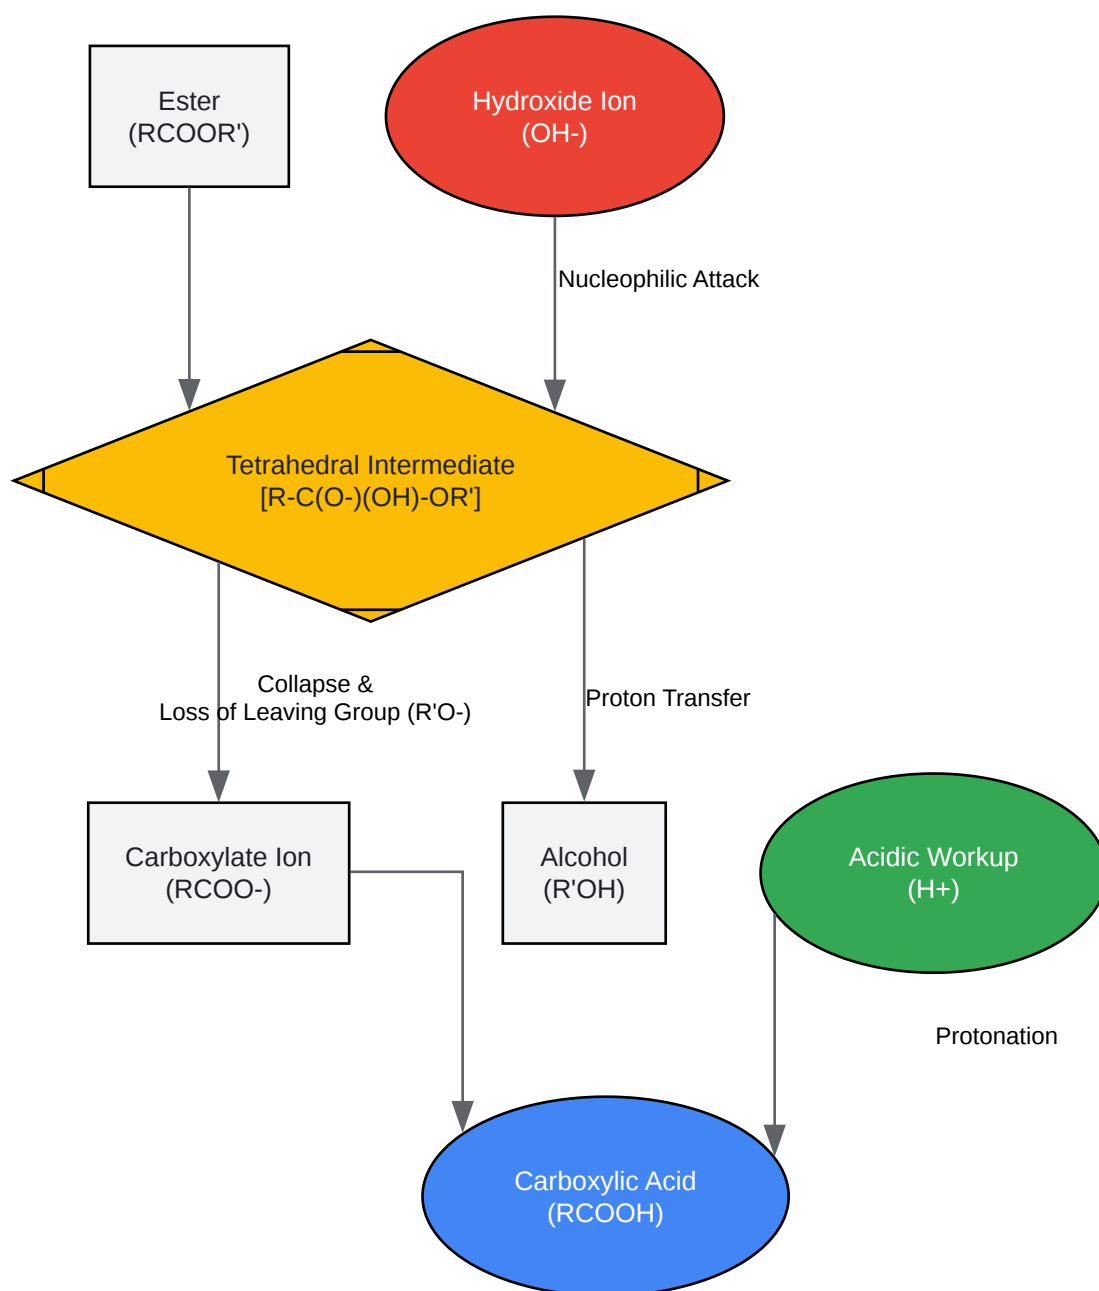 Ester
(RCOOR')
Hydroxide Ion
(OH-)
Nucleophilic Attack
Tetrahedral Intermediate
[R-C(O-)(OH)-OR']
Collapse &
Loss of Leaving Group (R'O-)
Proton Transfer
Carboxylate Ion
(RCOO-)
Alcohol
(R'OH)
Acidic Workup
(H+)
Protonation
Carboxylic Acid
(RCOOH)